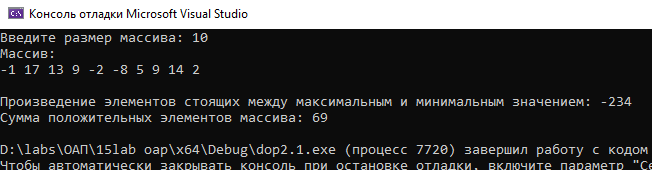 Консоль отладки Microsoft Visual Studio
Введите размер массива: 10
Массив:
-1 17 13 9 -2 -8 5 9 14 2
Произведение элементов стоящих между максимальным и минимальным значением: -234
Сумма положительных элементов массива: 69
D:\labs\ОАП\15lab oap\x64\Debug\dop2.1.exe (процесс 7720) завершил работу с кодом
Чтобы автоматически закрывать консоль при остановке отладки, включите параметр "Се